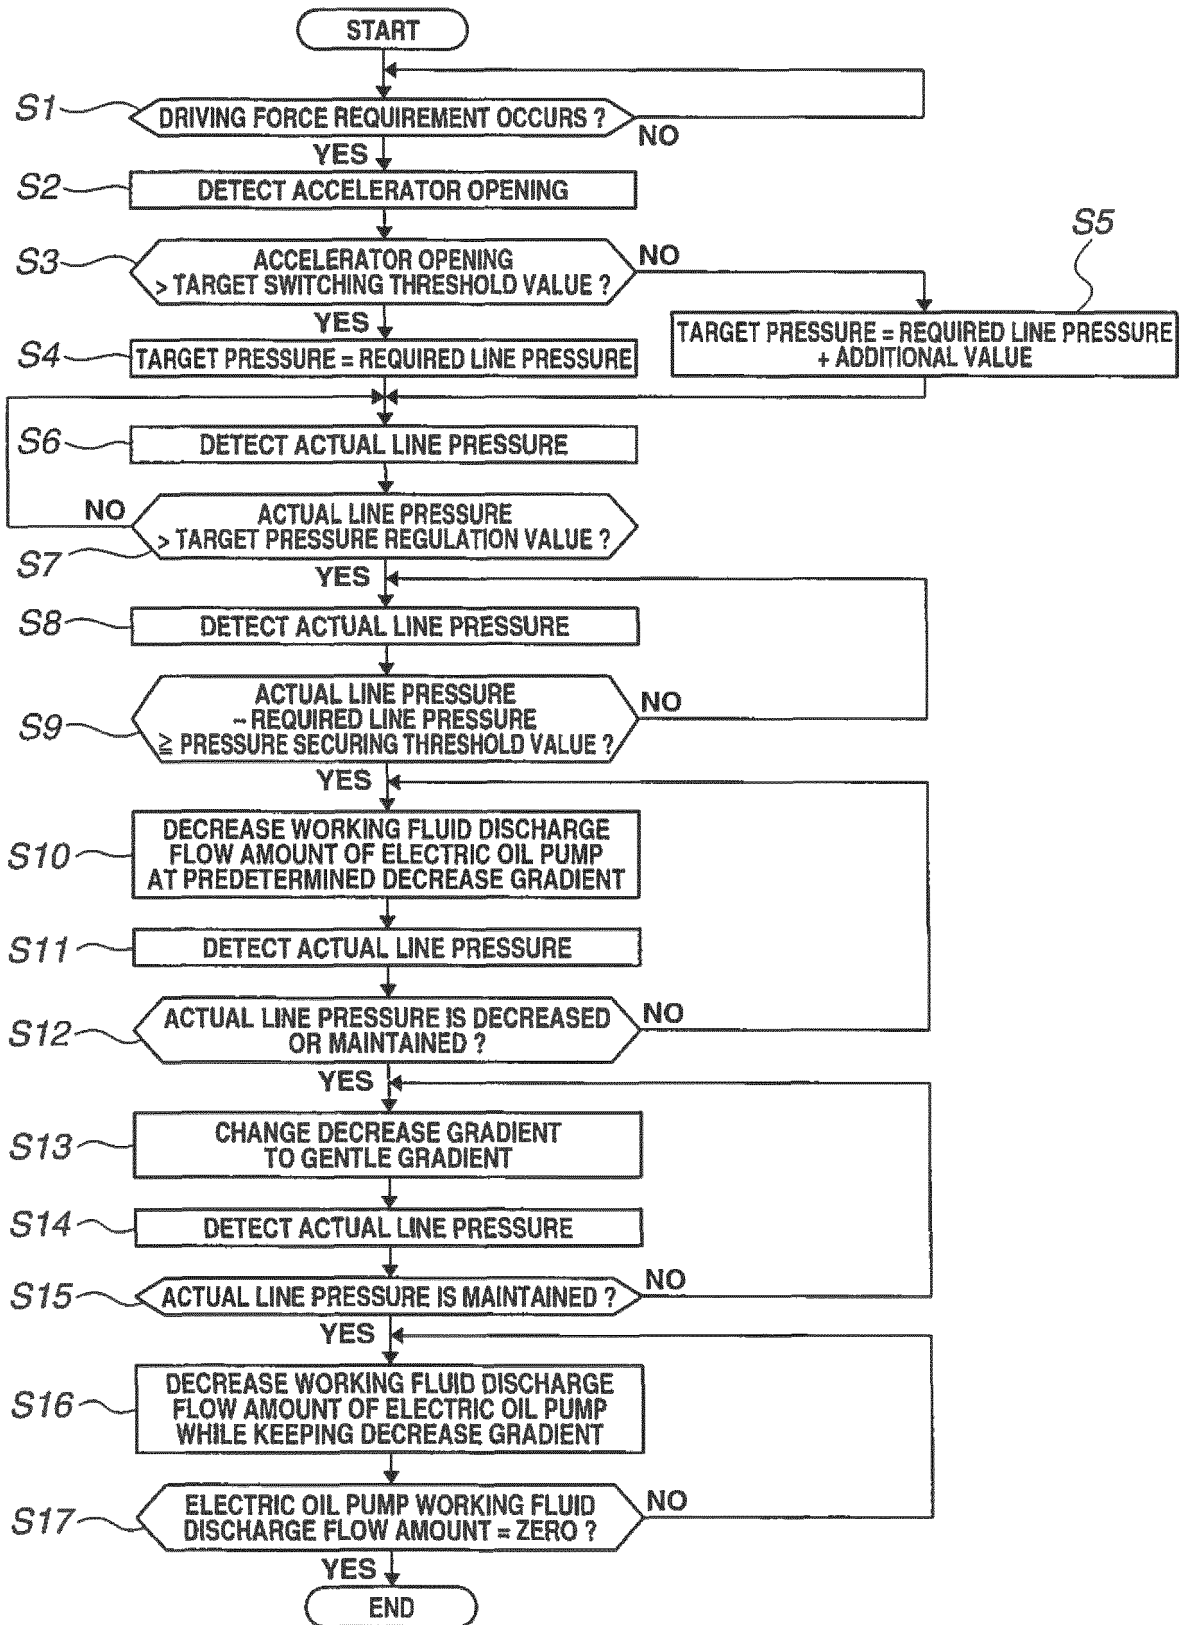 START
S1
DRIVING FORCE REQUIREMENT OCCURS ?
NO
YES
S2
DETECT ACCELERATOR OPENING
S3
ACCELERATOR OPENING
> TARGET SWITCHING THRESHOLD VALUE ?
NO
S5
YES
TARGET PRESSURE = REQUIRED LINE PRESSURE
+ ADDITIONAL VALUE
S4
TARGET PRESSURE = REQUIRED LINE PRESSURE
S6
DETECT ACTUAL LINE PRESSURE
NO
ACTUAL LINE PRESSURE
> TARGET PRESSURE REGULATION VALUE ?
S7
YES
S8
DETECT ACTUAL LINE PRESSURE
S9
ACTUAL LINE PRESSURE
– REQUIRED LINE PRESSURE
≧ PRESSURE SECURING THRESHOLD VALUE ?
NO
YES
S10
DECREASE WORKING FLUID DISCHARGE
FLOW AMOUNT OF ELECTRIC OIL PUMP
AT PREDETERMINED DECREASE GRADIENT
S11
DETECT ACTUAL LINE PRESSURE
S12
ACTUAL LINE PRESSURE IS DECREASED
OR MAINTAINED ?
NO
YES
S13
CHANGE DECREASE GRADIENT
TO GENTLE GRADIENT
S14
DETECT ACTUAL LINE PRESSURE
S15
ACTUAL LINE PRESSURE IS MAINTAINED ?
NO
YES
S16
DECREASE WORKING FLUID DISCHARGE
FLOW AMOUNT OF ELECTRIC OIL PUMP
WHILE KEEPING DECREASE GRADIENT
S17
ELECTRIC OIL PUMP WORKING FLUID
DISCHARGE FLOW AMOUNT = ZERO ?
NO
YES
END